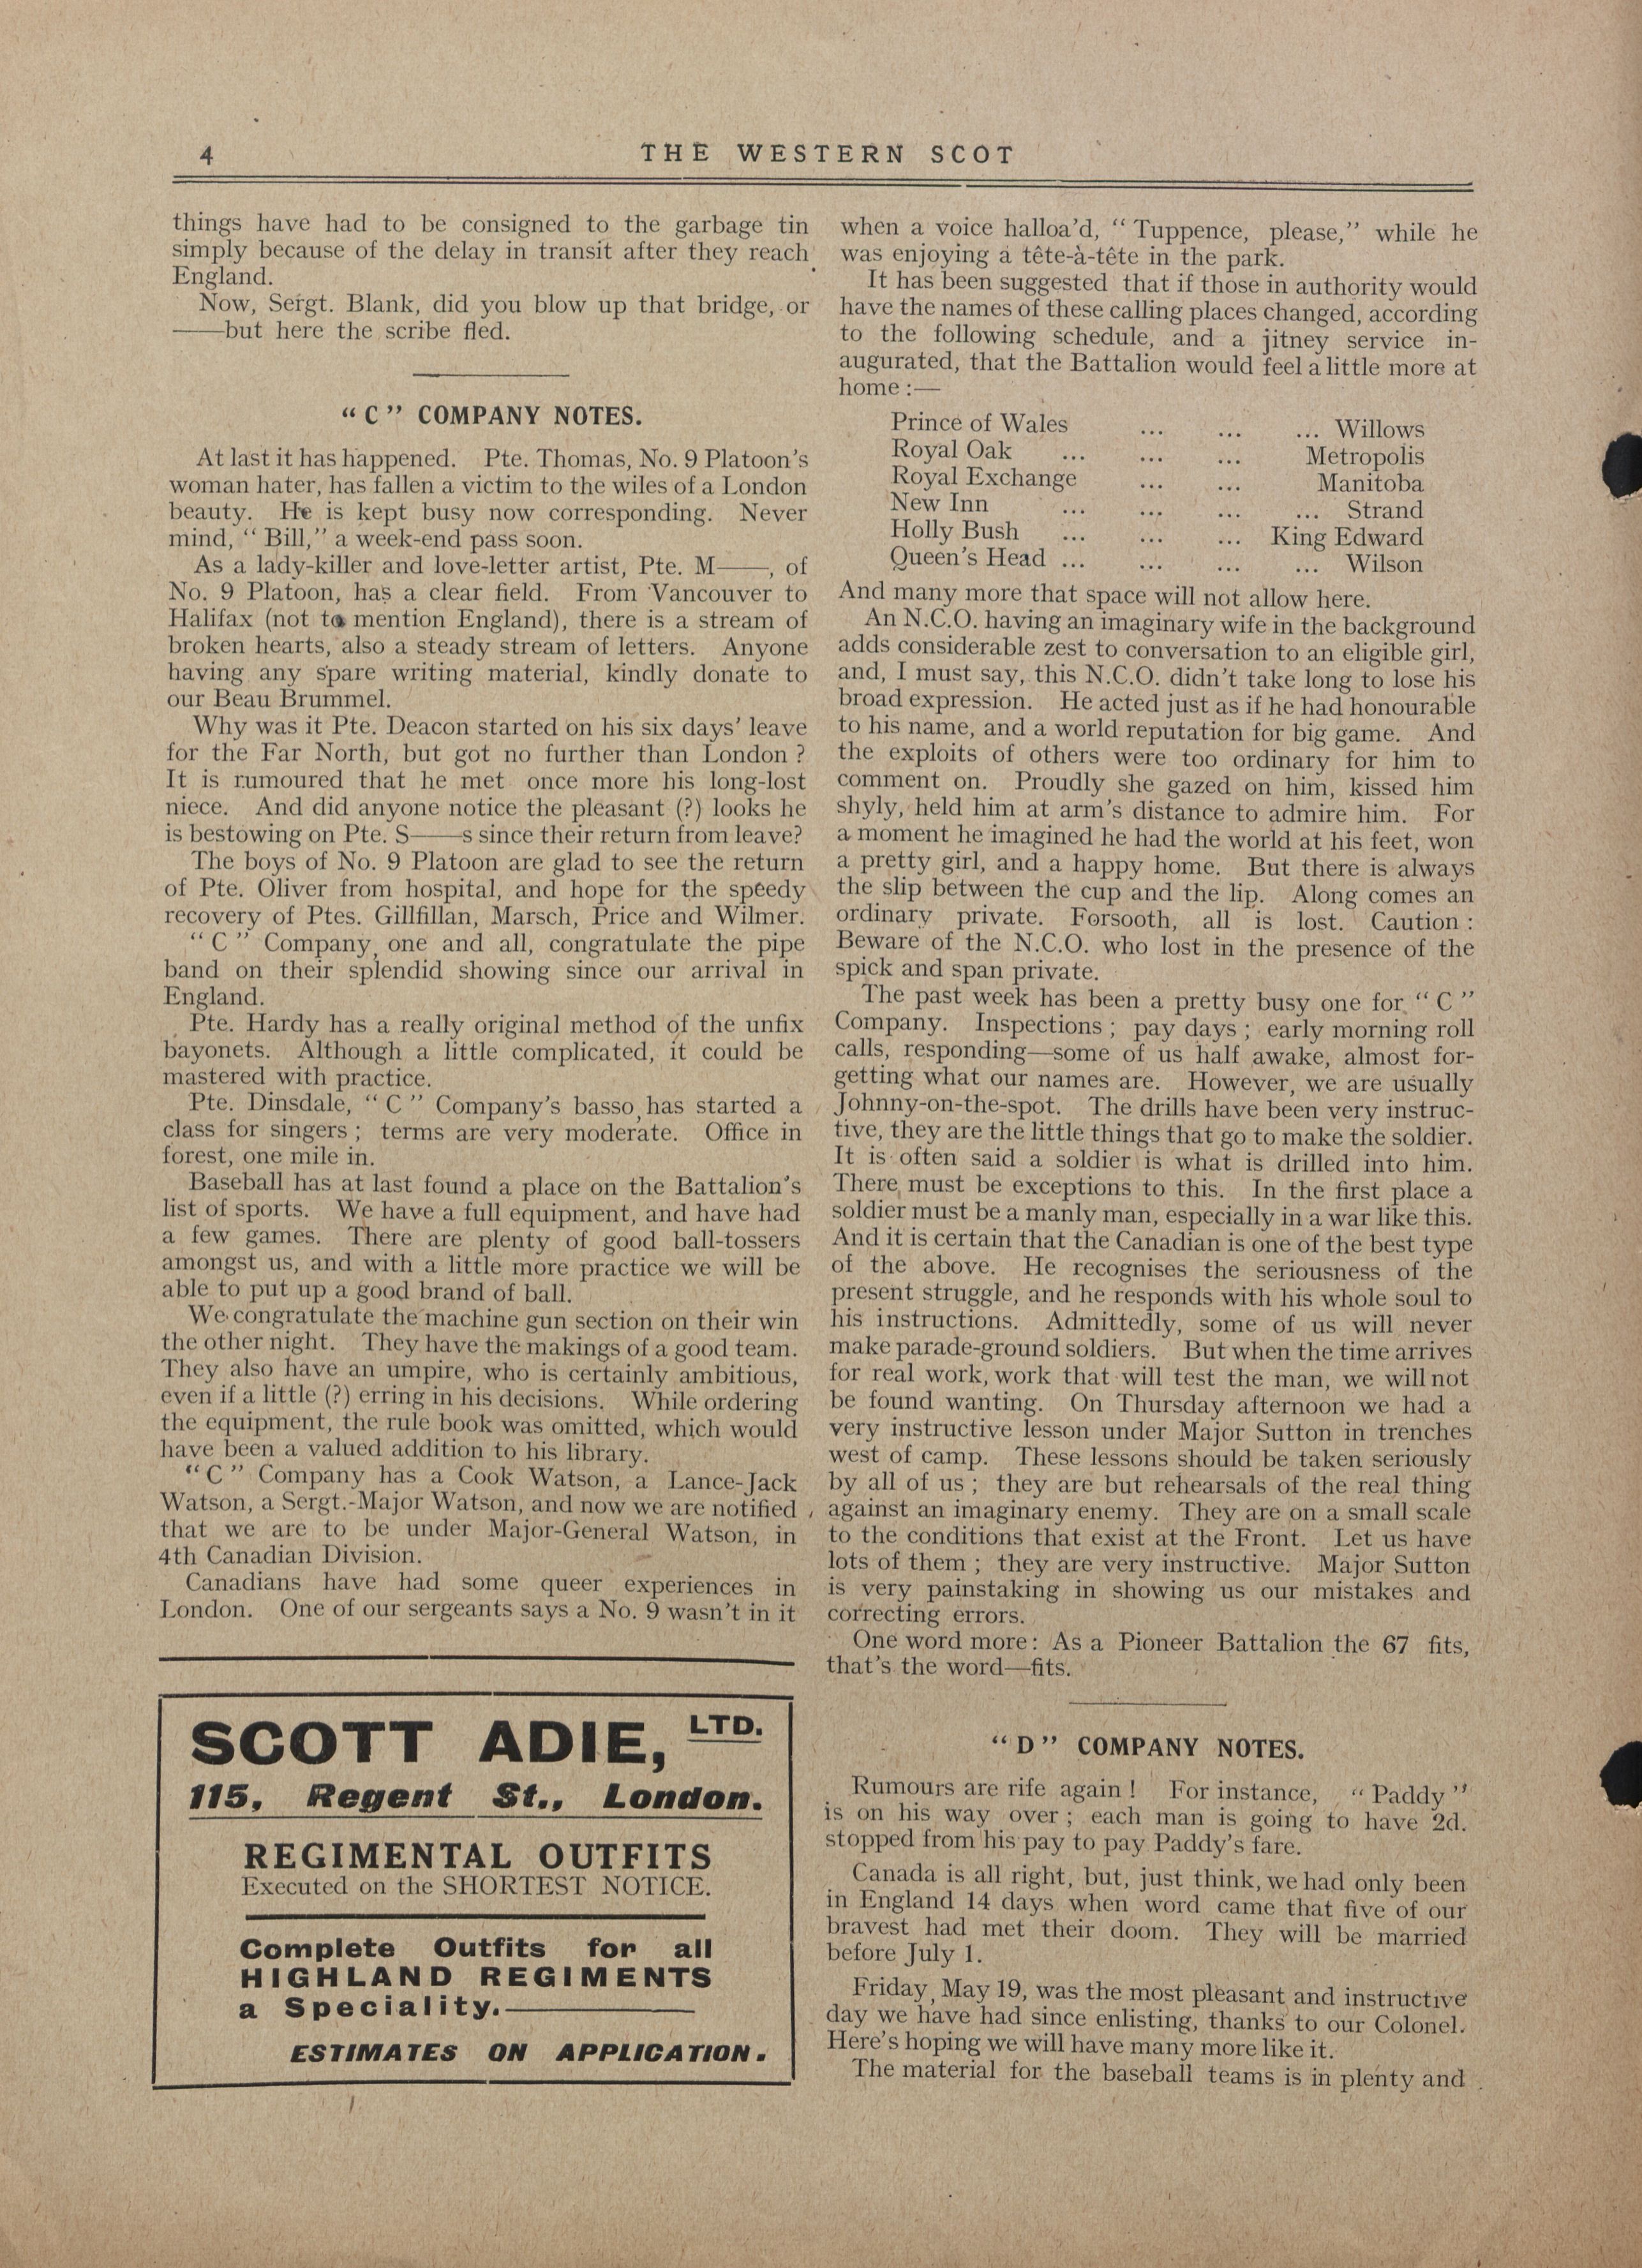 4
THE WESTERN SCOT
things have had to be consigned to the garbage tin
simply because of the delay in transit after they reach
England.
Now, Sergt. Blank, did you blow up that bridge, or
——but here the scribe fled.
“ C ” COMPANY NOTES.
At last it has happened. Pte. Thomas, No. 9 Platoon’s
woman hater, has fallen a victim to the wiles of a London
beauty. He is kept busy now corresponding. Never
mind, “ Bill,” a week-end pass soon.
As a lady-killer and love-letter artist, Pte. M——, of
No. 9 Platoon, has a clear field. From Vancouver to
Halifax (not to mention England), there is a stream of
broken hearts, also a steady stream of letters. Anyone
having any spare writing material, kindly donate to
our Beau Brummel.
Why was it Pte. Deacon started on his six days’ leave
for the Far North, but got no further than London ?
It is rumoured that he met once more his long-lost
niece. And did anyone notice the pleasant (?) looks he
is bestowing on Pte. S——s since their return from leave?
The boys of No. 9 Platoon are glad to see the return
of Pte. Oliver from hospital, and hope for the speedy
recovery of Ptes. Gillfillan, Marsch, Price and Wilmer.
“ C ” Company, one and all, congratulate the pipe
band on their splendid showing since our arrival in
England.
Pte. Hardy has a really original method of the unfix
bayonets. Although a little complicated, it could be
mastered with practice.
Pte. Dinsdale, “ C ” Company’s basso, has started a
class for singers ; terms are very moderate. Office in
forest, one mile in.
Baseball has at last found a place on the Battalion’s
list of sports. We have a full equipment, and have had
a few games. There are plenty of good ball-tossers
amongst us, and with a little more practice we will be
able to put up a good brand of ball.
We congratulate the machine gun section on their win
the other night. They have the makings of a good team.
They also have an umpire, who is certainly ambitious,
even if a little (?) erring in his decisions. While ordering
the equipment, the rule book was omitted, which would
have been a valued addition to his library.
“ C ” Company has a Cook Watson, a Lance-Jack
Watson, a Sergt.-Major Watson, and now we are notified
that we are to be under Major-General Watson, in
4th Canadian Division.
Canadians have had some queer experiences in
London. One of our sergeants says a No. 9 wasn’t in it
SCOTT ADIE, LTD.
115, Regent St., London.
REGIMENTAL OUTFITS
Executed on the SHORTEST NOTICE.
Complete Outfits for all
HIGHLAND REGIMENTS
a Speciality.——
ESTIMATES ON APPLICATION.
when a voice halloa’d, “ Tuppence, please,” while he
was enjoying a tête-à-tête in the park.
It has been suggested that if those in authority would
have the names of these calling places changed, according
to the following schedule, and a jitney service in-
augurated, that the Battalion would feel a little more at
home :—
Prince of Wales ... ... ... Willows
Royal Oak ... ... ... Metropolis
Royal Exchange ... ... Manitoba
New Inn ... ... ... ... Strand
Holly Bush ... ... ... King Edward
Queen’s Head ... ... ... ... Wilson
And many more that space will not allow here.
An N.C.O. having an imaginary wife in the background
adds considerable zest to conversation to an eligible girl,
and, I must say, this N.C.O. didn’t take long to lose his
broad expression. He acted just as if he had honourable
to his name, and a world reputation for big game. And
the exploits of others were too ordinary for him to
comment on. Proudly she gazed on him, kissed him
shyly, held him at arm’s distance to admire him. For
a moment he imagined he had the world at his feet, won
a pretty girl, and a happy home. But there is always
the slip between the cup and the lip. Along comes an
ordinary private. Forsooth, all is lost. Caution :
Beware of the N.C.O. who lost in the presence of the
spick and span private.
The past week has been a pretty busy one for “ C ”
Company. Inspections ; pay days ; early morning roll
calls, responding—some of us half awake, almost for-
getting what our names are. However, we are usually
Johnny-on-the-spot. The drills have been very instruc-
tive, they are the little things that go to make the soldier.
It is often said a soldier is what is drilled into him.
There must be exceptions to this. In the first place a
soldier must be a manly man, especially in a war like this.
And it is certain that the Canadian is one of the best type
of the above. He recognises the seriousness of the
present struggle, and he responds with his whole soul to
his instructions. Admittedly, some of us will never
make parade-ground soldiers. But when the time arrives
for real work, work that will test the man, we will not
be found wanting. On Thursday afternoon we had a
very instructive lesson under Major Sutton in trenches
west of camp. These lessons should be taken seriously
by all of us ; they are but rehearsals of the real thing
against an imaginary enemy. They are on a small scale
to the conditions that exist at the Front. Let us have
lots of them ; they are very instructive. Major Sutton
is very painstaking in showing us our mistakes and
correcting errors.
One word more : As a Pioneer Battalion the 67 fits,
that’s the word—fits.
“ D ” COMPANY NOTES.
Rumours are rife again ! For instance, “ Paddy ”
is on his way over ; each man is going to have 2d.
stopped from his pay to pay Paddy’s fare.
Canada is all right, but, just think, we had only been
in England 14 days when word came that five of our
bravest had met their doom. They will be married
before July 1.
Friday, May 19, was the most pleasant and instructive
day we have had since enlisting, thanks to our Colonel.
Here’s hoping we will have many more like it.
The material for the baseball teams is in plenty and